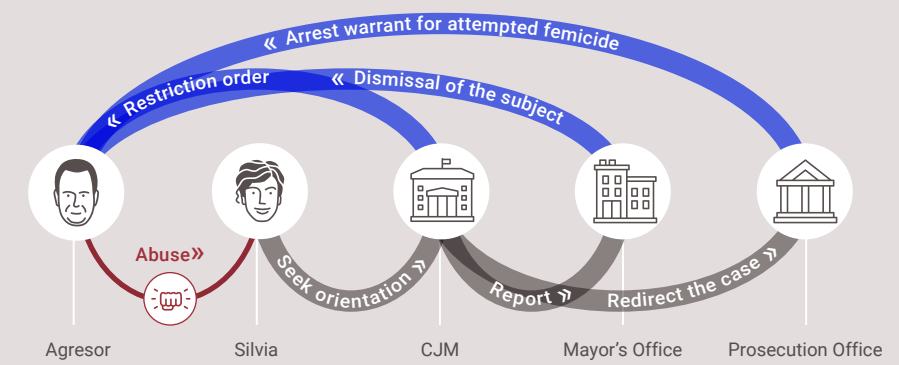 « Arrest warrant for attempted femicide
« Restriction order
« Dismissal of the subject
Abuse»
Seek orientation »
Report »
Redirect the case »
Agresor
Silvia
CJM
Mayor's Office
Prosecution Office